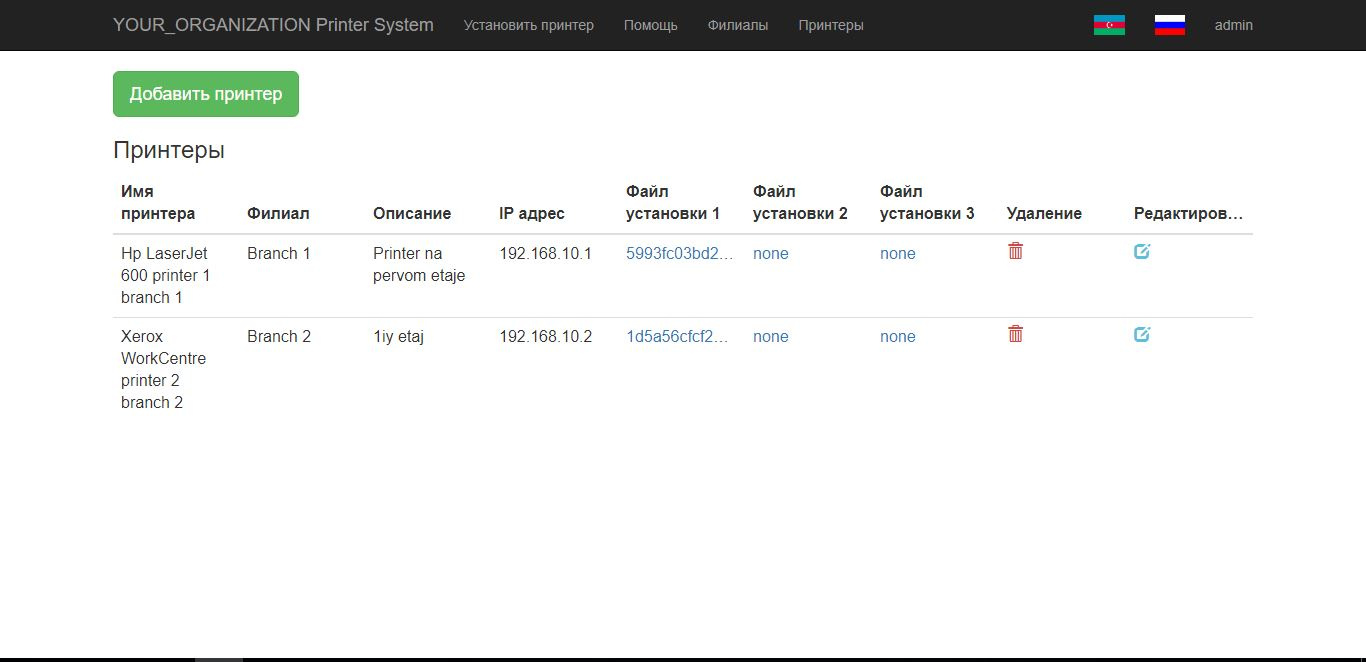 YOUR_ORGANIZATION Printer System Установить принтер Помощь Филиалы Принтеры admin
Добавить принтер
Принтеры
Имя принтера Филиал Описание IP адрес Файл установки 1 Файл установки 2 Файл установки 3 Удаление Редактиров...
Hp LaserJet 600 printer 1 branch 1 Branch 1 Printer na pervom etaje 192.168.10.1 5993fc03bd2... none none
Xerox WorkCentre printer 2 branch 2 Branch 2 1iy etaj 192.168.10.2 1d5a56cfcf2... none none